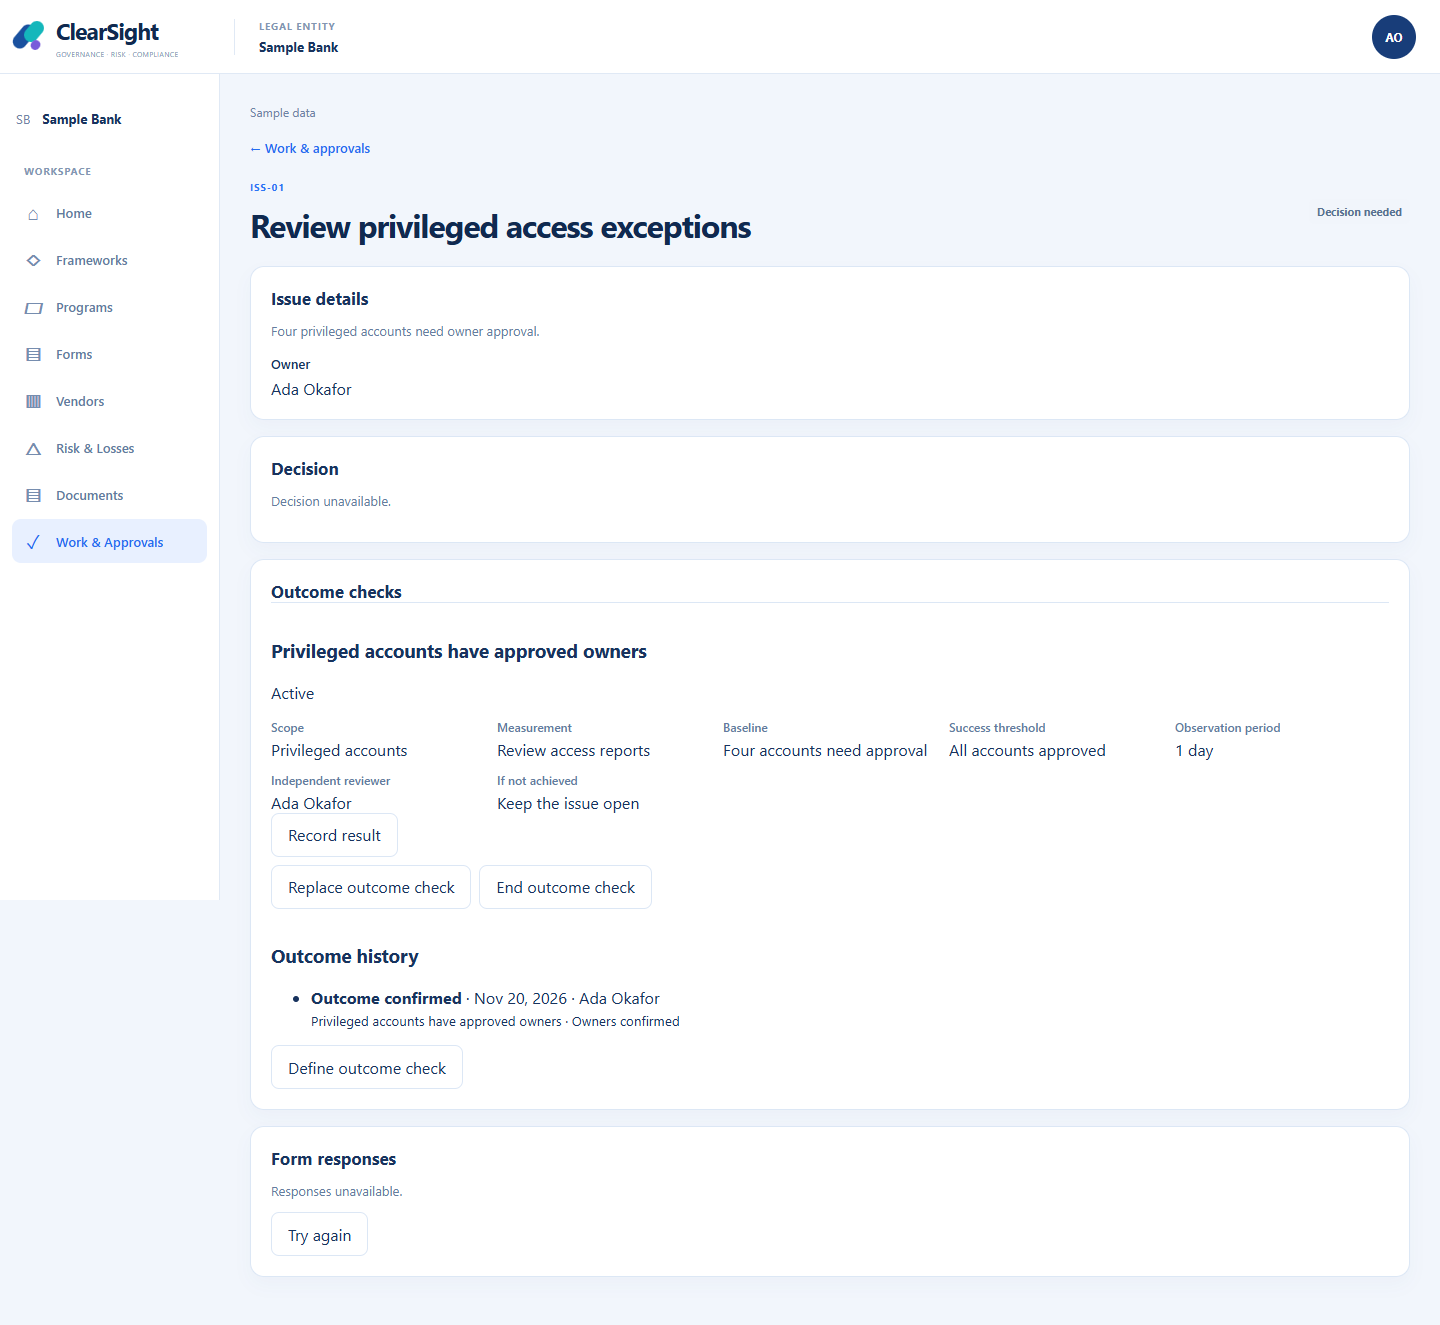 ClearSight
GOVERNANCE · RISK · COMPLIANCE
LEGAL ENTITY
Sample Bank
AO
SB Sample Bank
WORKSPACE
Home
Frameworks
Programs
Forms
Vendors
Risk & Losses
Documents
Work & Approvals
Sample data
← Work & approvals
ISS-01
Review privileged access exceptions
Decision needed
Issue details
Four privileged accounts need owner approval.
Owner
Ada Okafor
Decision
Decision unavailable.
Outcome checks
Privileged accounts have approved owners
Active
Scope Measurement Baseline Success threshold Observation period
Privileged accounts Review access reports Four accounts need approval All accounts approved 1 day
Independent reviewer If not achieved
Ada Okafor Keep the issue open
Record result
Replace outcome check End outcome check
Outcome history
• Outcome confirmed · Nov 20, 2026 · Ada Okafor
Privileged accounts have approved owners · Owners confirmed
Define outcome check
Form responses
Responses unavailable.
Try again